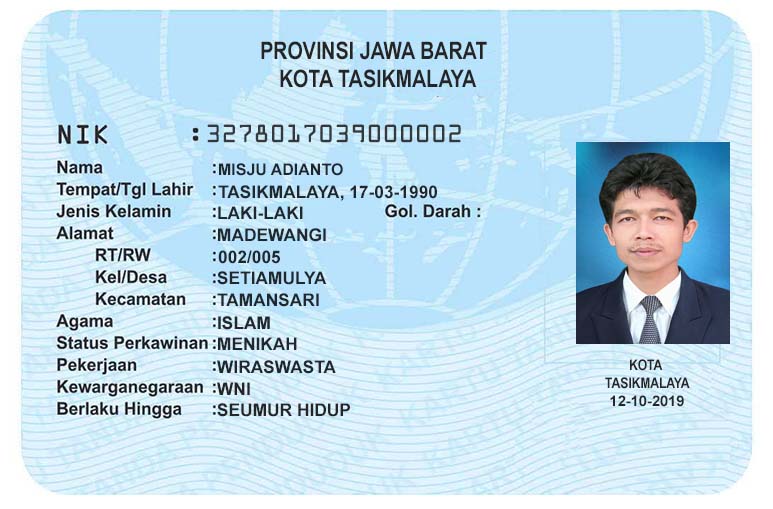 PROVINSI JAWA BARAT
KOTA TASIKMALAYA
NIK : 3278017039000002
Nama : MISJU ADIANTO
Tempat/Tgl Lahir : TASIKMALAYA, 17-03-1990
Jenis Kelamin : LAKI-LAKI Gol. Darah :
Alamat : MADEWANGI
RT/RW : 002/005
Kel/Desa : SETIAMULYA
Kecamatan : TAMANSARI
Agama : ISLAM
Status Perkawinan : MENIKAH
Pekerjaan : WIRASWASTA
Kewarganegaraan : WNI
Berlaku Hingga : SEUMUR HIDUP
KOTA
TASIKMALAYA
12-10-2019